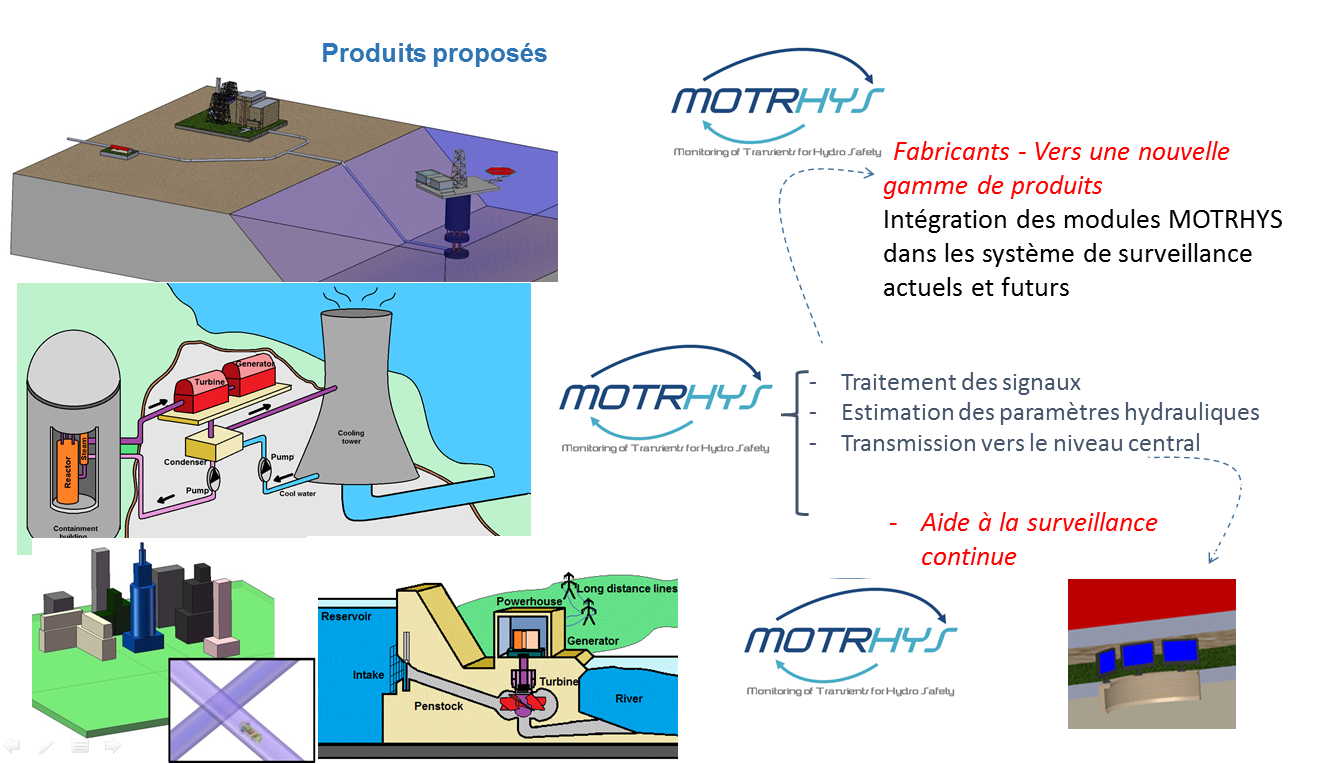 Produits proposés
MOTRHYS
Monitoring of Transients for Hydro Safety
Fabricants - Vers une nouvelle
gamme de produits
Intégration des modules MOTRHYS
dans les système de surveillance
actuels et futurs
Generator
Turbine
Cooling
tower
Steam
Reactor
Condenser
Pump
Pump
Cool water
Containment
building
MOTRHYS
Monitoring of Transients for Hydro Safety
- Traitement des signaux
- Estimation des paramètres hydrauliques
- Transmission vers le niveau central
- Aide à la surveillance
continue
Long distance lines
Powerhouse
Reservoir
Generator
Intake
Turbine
River
Penstock
MOTRHYS
Monitoring of Transients for Hydro Safety